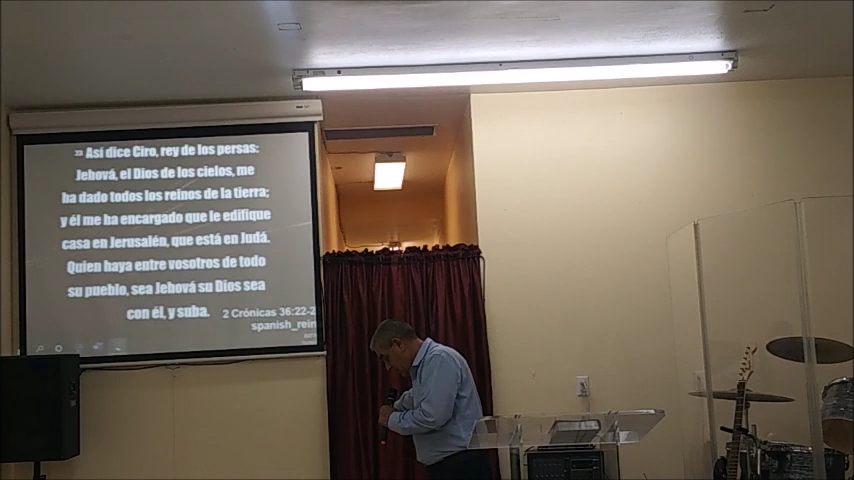 23 Así dice Ciro, rey de los persas:
Jehová, el Dios de los cielos, me
ha dado todos los reinos de la tierra;
y él me ha encargado que le edifique
casa en Jerusalén, que está en Judá.
Quien haya entre vosotros de todo
su pueblo, sea Jehová su Dios sea
con él, y suba.
2 Crónicas 36:22-2
spanish_rein